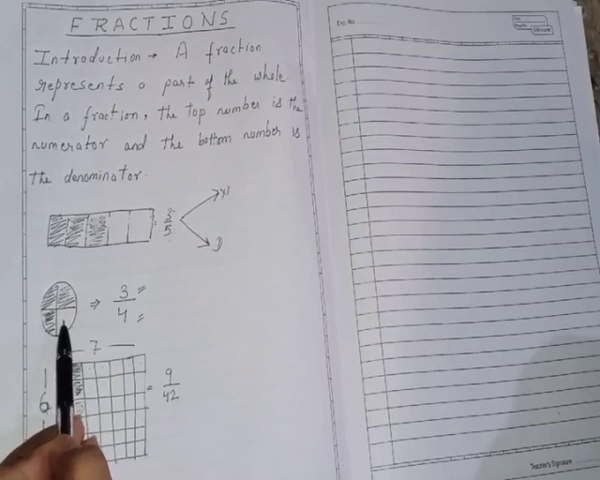 FRACTIONS
Introduction → A fraction
represents a part of the whole.
In a fraction, the top number is the
numerator and the bottom number is
the denominator.
3/5
N
D
⇒ 3/4 = =
7
6
= 9/42
Teacher's Signature